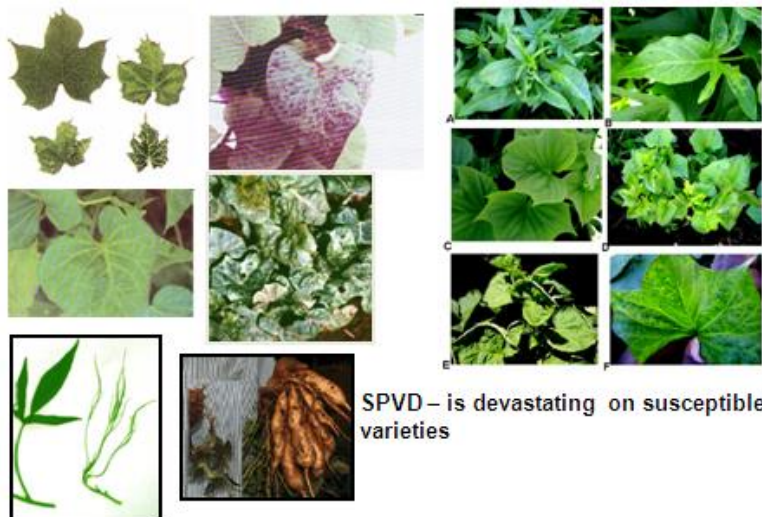 A
B
C
D
E
F
SPVD – is devastating on susceptible
varieties